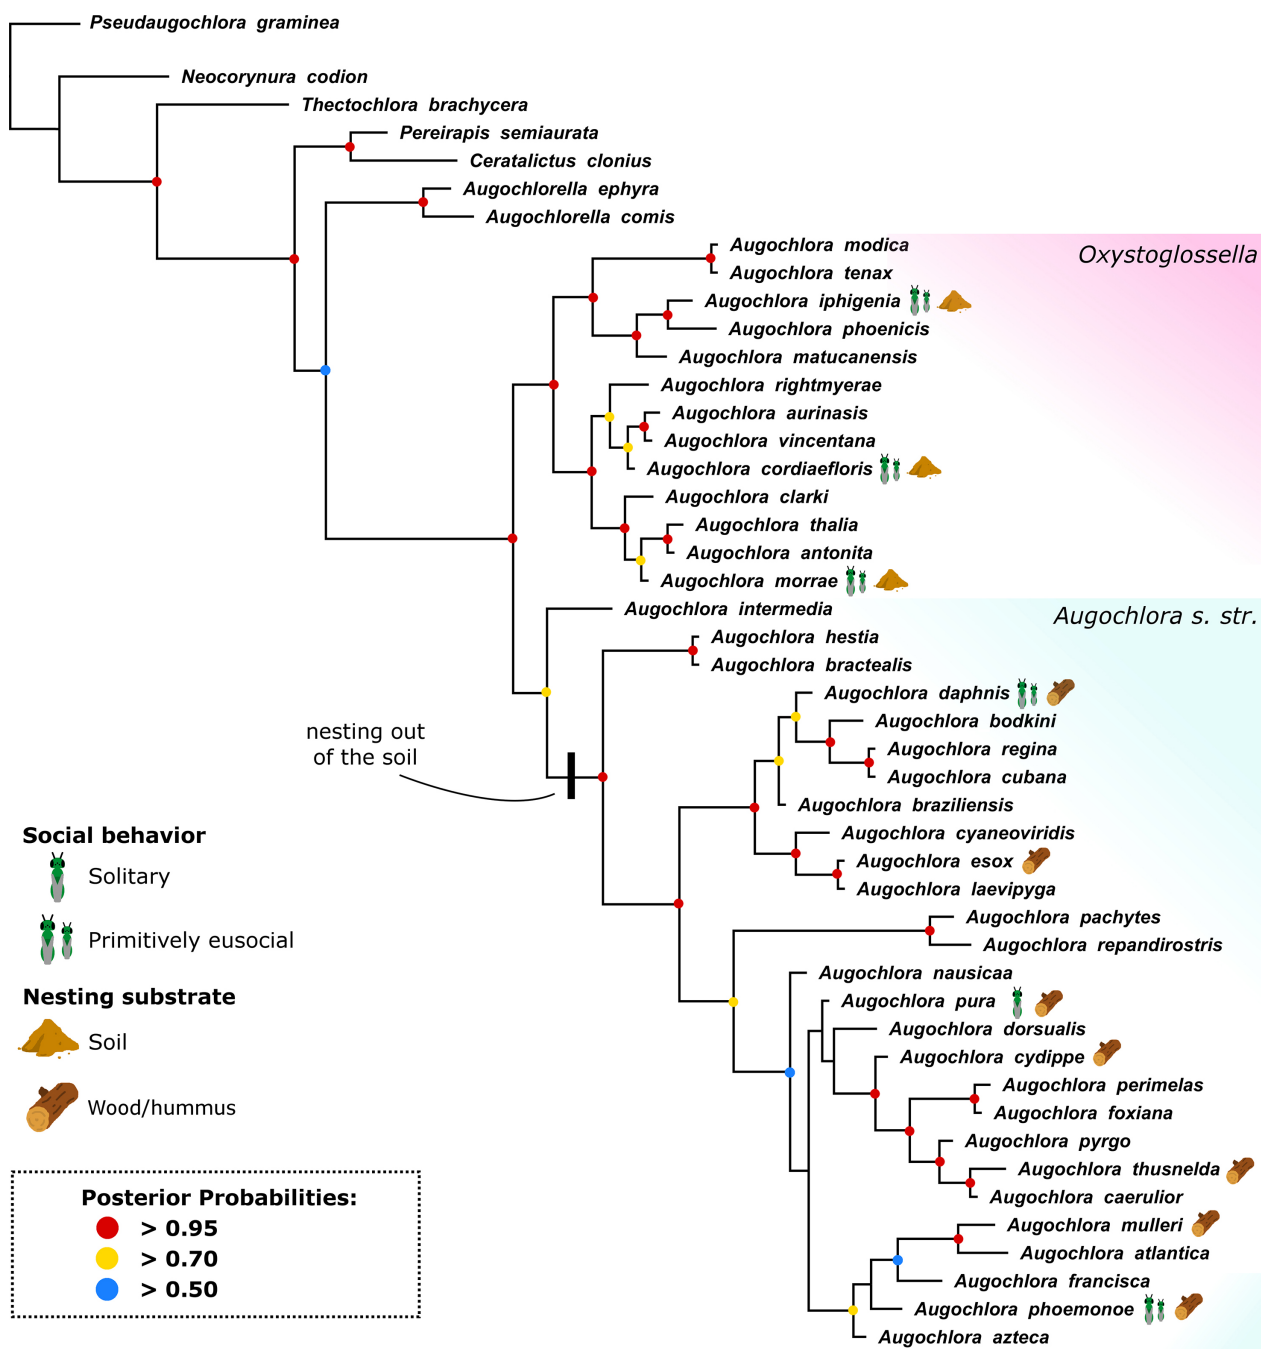 Pseudaugochlora graminea
Neocorynura codion
Thectochlora brachycera
Pereirapis semiaurata
Ceratalictus clonius
Augochlorella ephyra
Augochlorella comis
Augochlora modica
Oxystoglossella
Augochlora tenax
Augochlora iphigenia
Augochlora phoenicis
Augochlora matucanensis
Augochlora rightmyerae
Augochlora aurinasis
Augochlora vincentana
Augochlora cordiaefloris
Augochlora clarki
Augochlora thalia
Augochlora antonita
Augochlora morrae
Augochlora intermedia
Augochlora s. str.
Augochlora hestia
Augochlora bractealis
Augochlora daphnis
Augochlora bodkini
Augochlora regina
Augochlora cubana
Augochlora braziliensis
Augochlora cyaneoviridis
Augochlora esox
Augochlora laevipyga
Augochlora pachytes
Augochlora repandirostris
Augochlora nausicaa
Augochlora pura
Augochlora dorsualis
Augochlora cydippe
Augochlora perimelas
Augochlora foxiana
Augochlora pyrgo
Augochlora thusnelda
Augochlora caerulior
Augochlora mulleri
Augochlora atlantica
Augochlora francisca
Augochlora phoemonoe
Augochlora azteca
nesting out
of the soil
Social behavior
Solitary
Primitively eusocial
Nesting substrate
Soil
Wood/hummus
Posterior Probabilities:
> 0.95
> 0.70
> 0.50